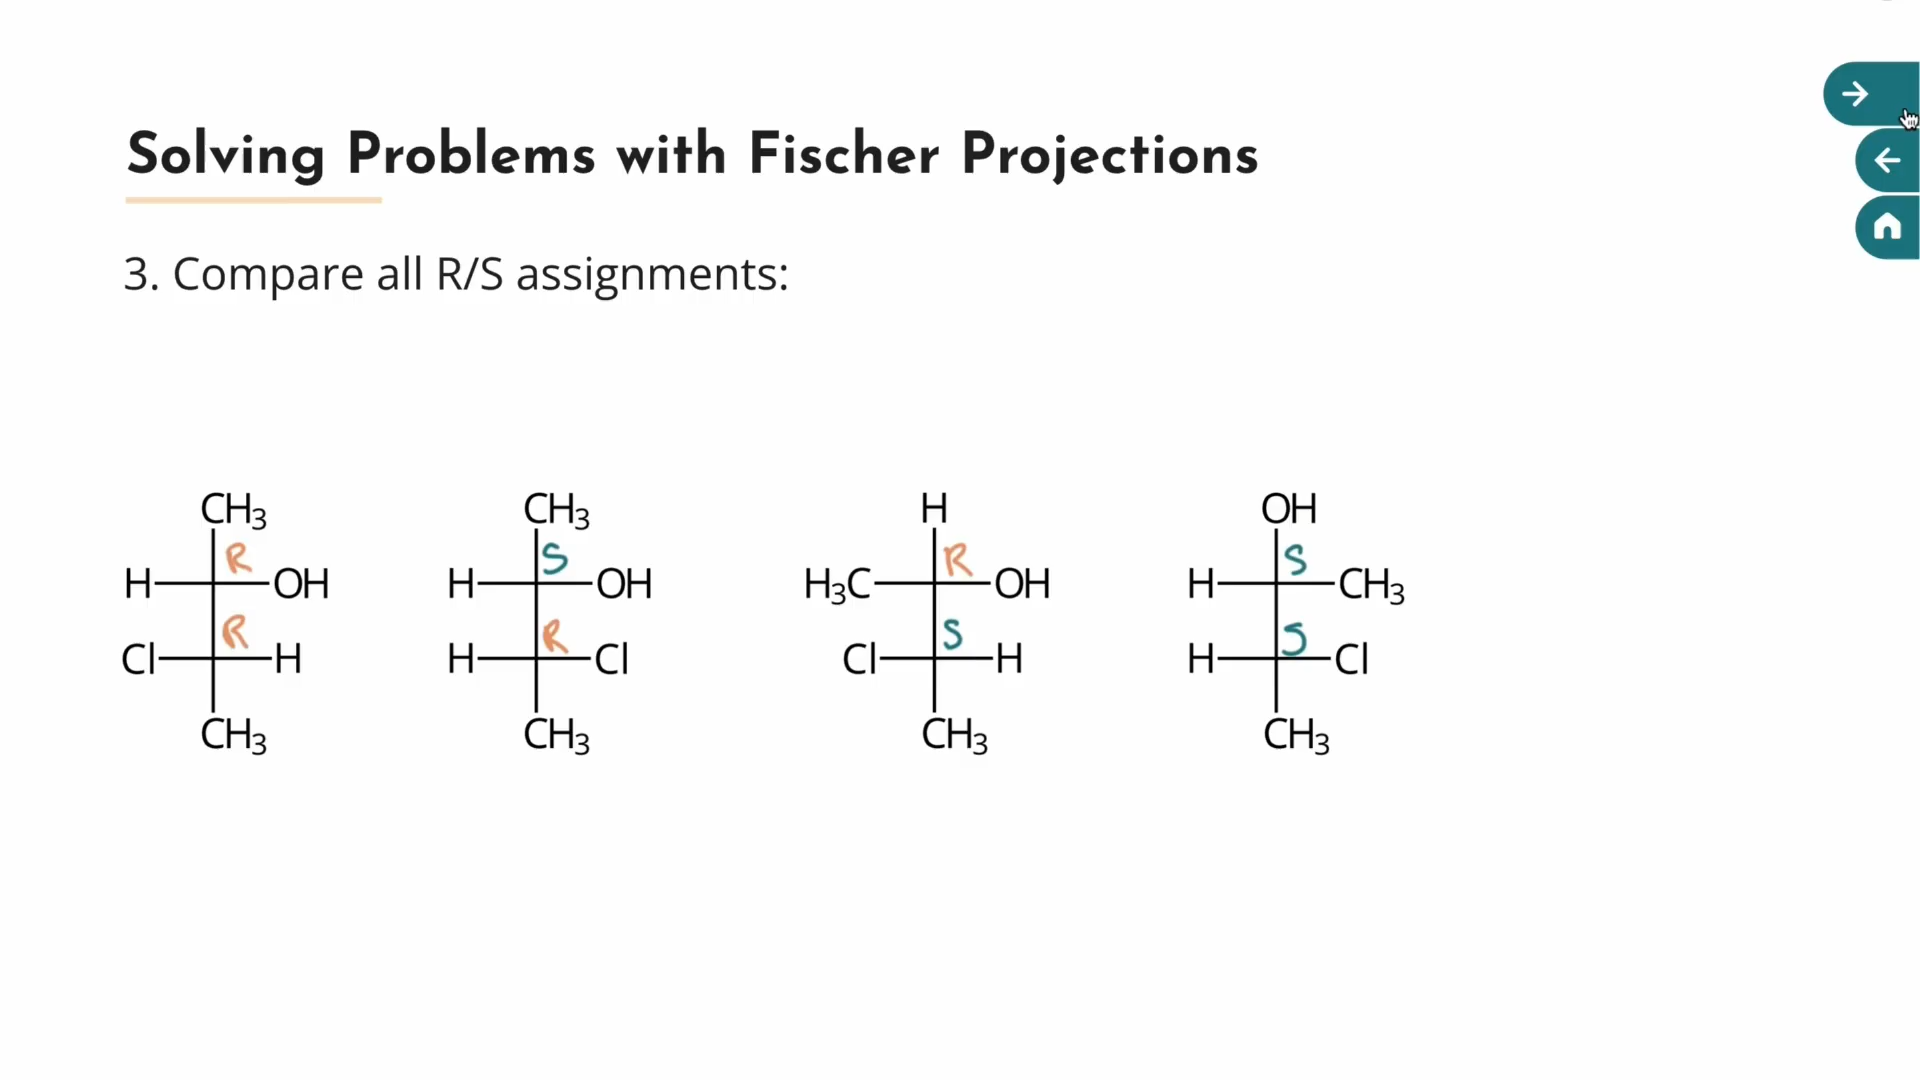 Solving Problems with Fischer Projections
3. Compare all R/S assignments:
CH3 CH3 H OH
R S R S
H OH H OH H3C OH H CH3
R R S S
Cl H H Cl Cl H H Cl
CH3 CH3 CH3 CH3